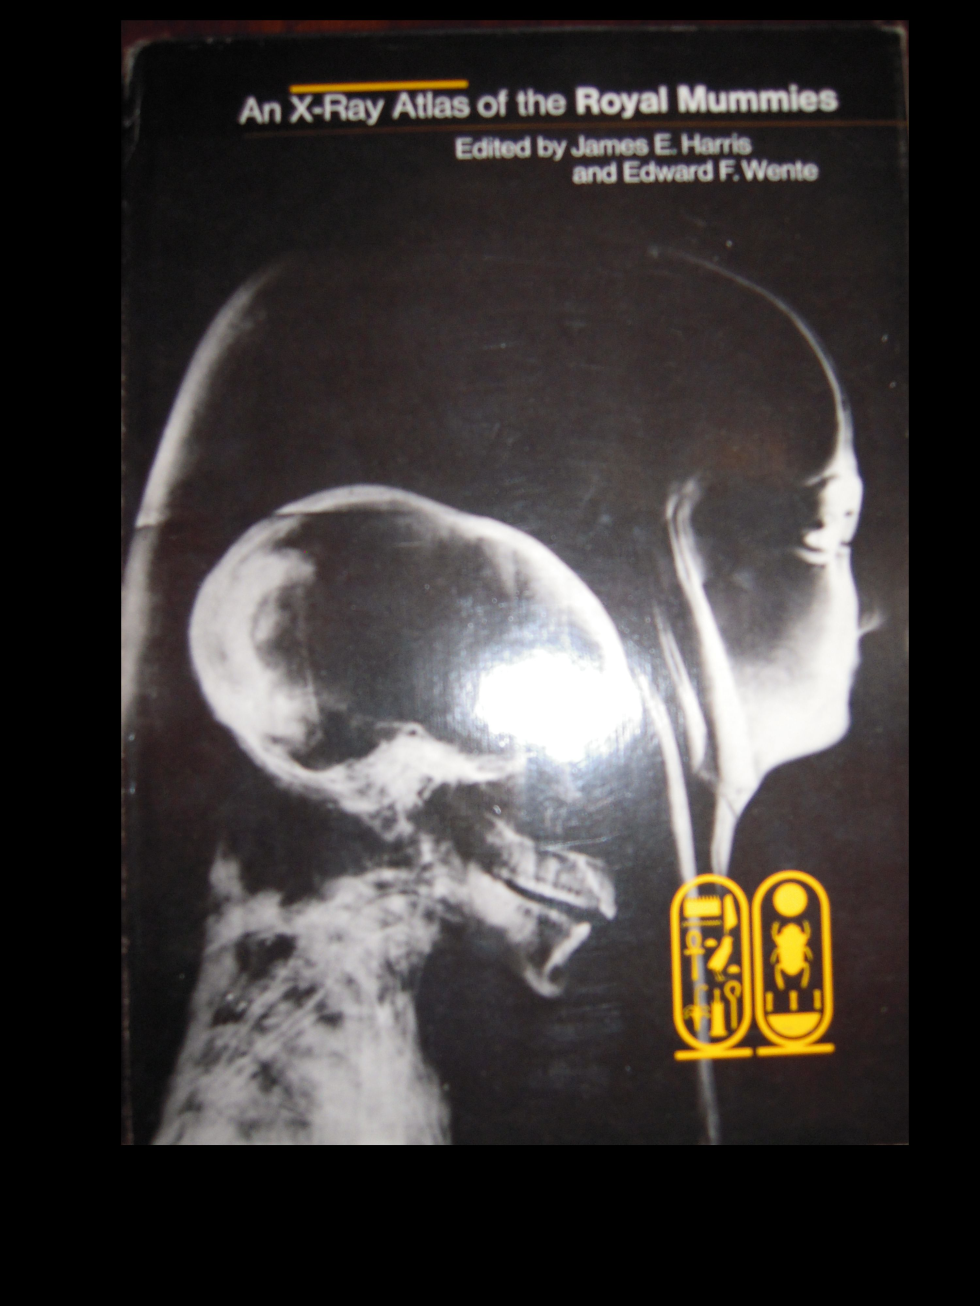 An X-Ray Atlas of the Royal Mummies
Edited by James E. Harris
and Edward F. Wente